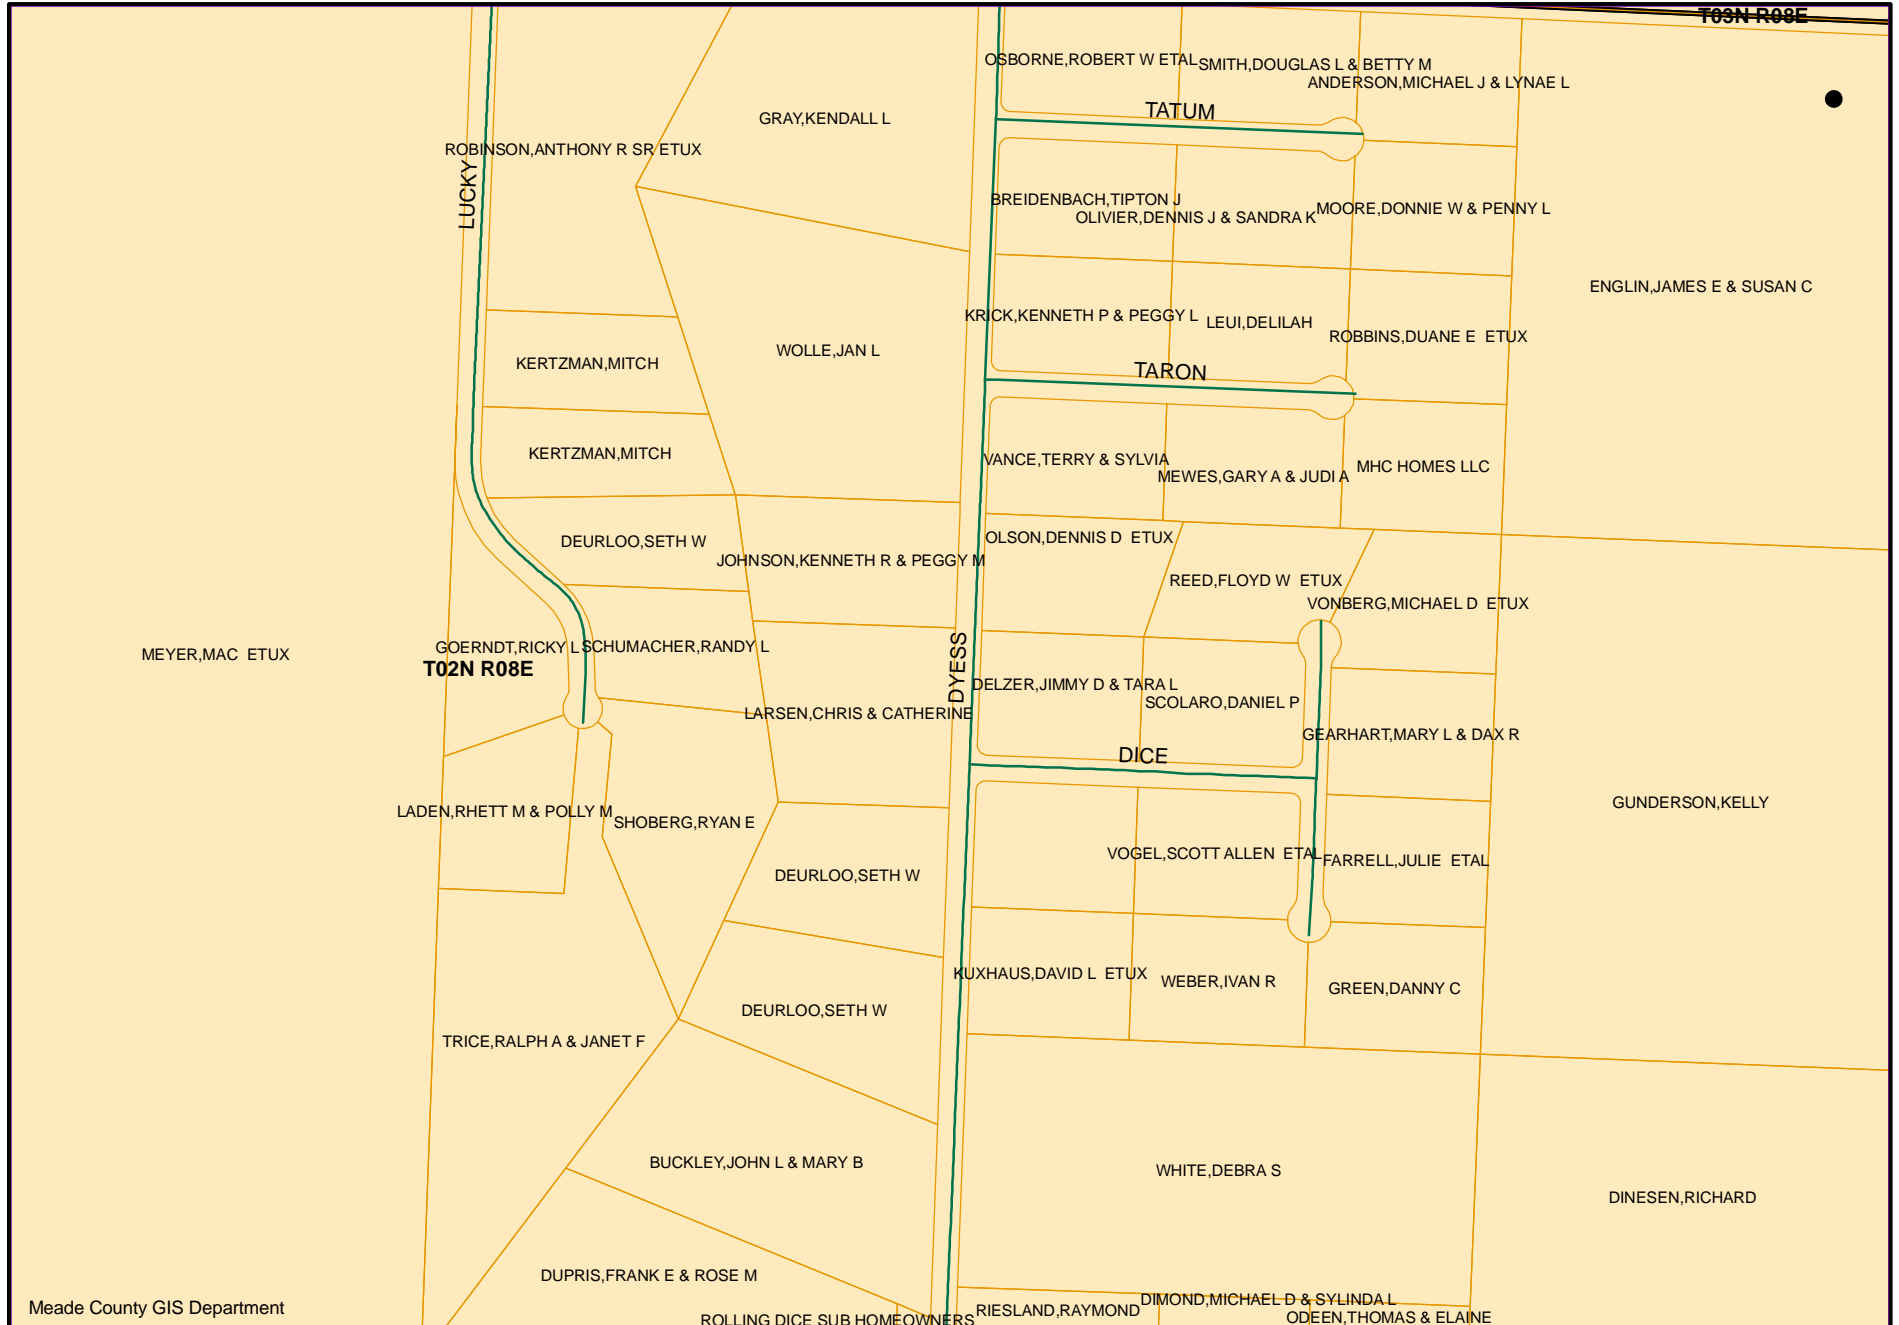 T03N R08E
OSBORNE,ROBERT W ETAL
SMITH,DOUGLAS L & BETTY M
ANDERSON,MICHAEL J & LYNAE L
TATUM
GRAY,KENDALL L
ROBINSON,ANTHONY R SR ETUX
LUCKY
BREIDENBACH,TIPTON J
OLIVIER,DENNIS J & SANDRA K
MOORE,DONNIE W & PENNY L
ENGLIN,JAMES E & SUSAN C
KRICK,KENNETH P & PEGGY L
LEUI,DELILAH
ROBBINS,DUANE E  ETUX
WOLLE,JAN L
KERTZMAN,MITCH
TARON
KERTZMAN,MITCH
VANCE,TERRY & SYLVIA
MEWES,GARY A & JUDI A
MHC HOMES LLC
DEURLOO,SETH W
JOHNSON,KENNETH R & PEGGY M
OLSON,DENNIS D  ETUX
REED,FLOYD W  ETUX
VONBERG,MICHAEL D  ETUX
MEYER,MAC  ETUX
GOERNDT,RICKY L
SCHUMACHER,RANDY L
T02N R08E
DYESS
DELZER,JIMMY D & TARA L
SCOLARO,DANIEL P
LARSEN,CHRIS & CATHERINE
GEARHART,MARY L & DAX R
DICE
LADEN,RHETT M & POLLY M
SHOBERG,RYAN E
GUNDERSON,KELLY
VOGEL,SCOTT ALLEN  ETAL
FARRELL,JULIE  ETAL
DEURLOO,SETH W
KUXHAUS,DAVID L  ETUX
WEBER,IVAN R
GREEN,DANNY C
DEURLOO,SETH W
TRICE,RALPH A & JANET F
BUCKLEY,JOHN L & MARY B
WHITE,DEBRA S
DINESEN,RICHARD
DUPRIS,FRANK E & ROSE M
Meade County GIS Department
ROLLING DICE SUB HOMEOWNERS
RIESLAND,RAYMOND
DIMOND,MICHAEL D & SYLINDA L
ODEEN,THOMAS & ELAINE